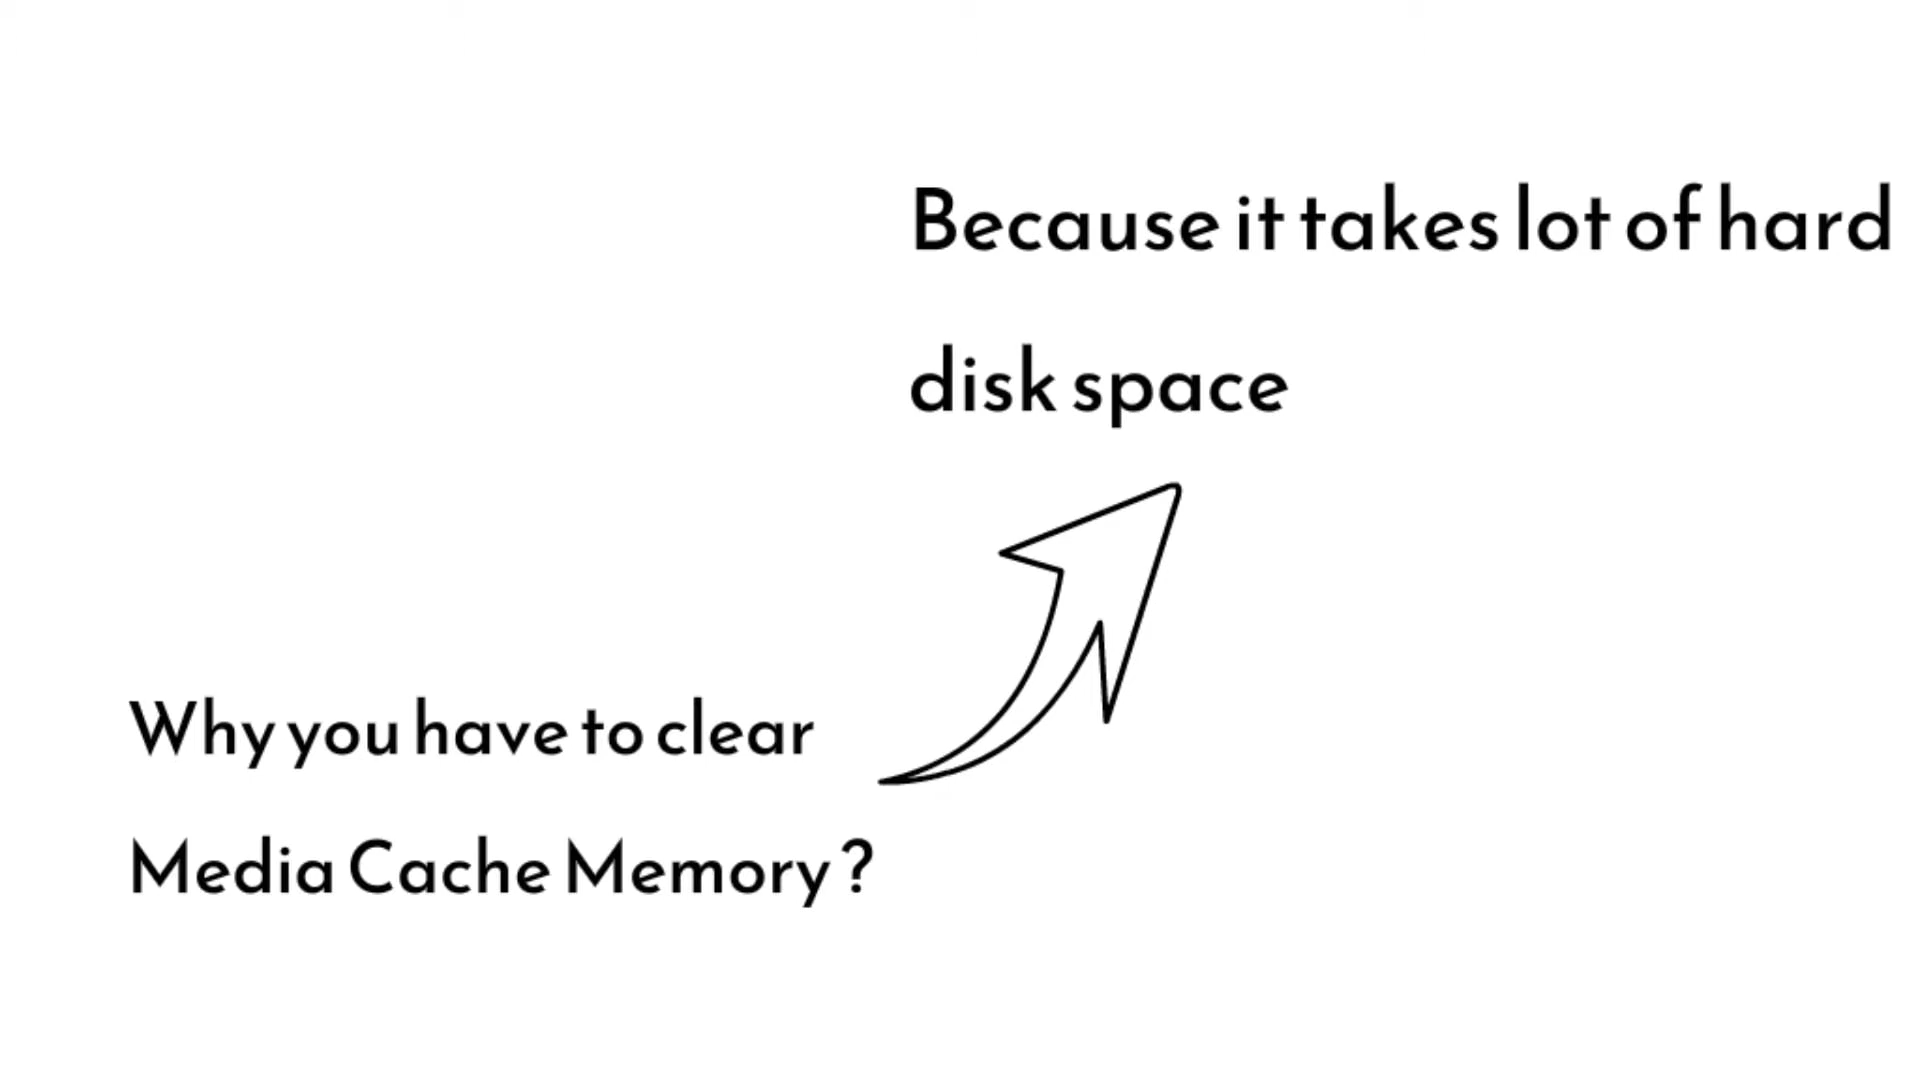 Because it takes lot of hard
disk space
Why you have to clear
Media Cache Memory ?